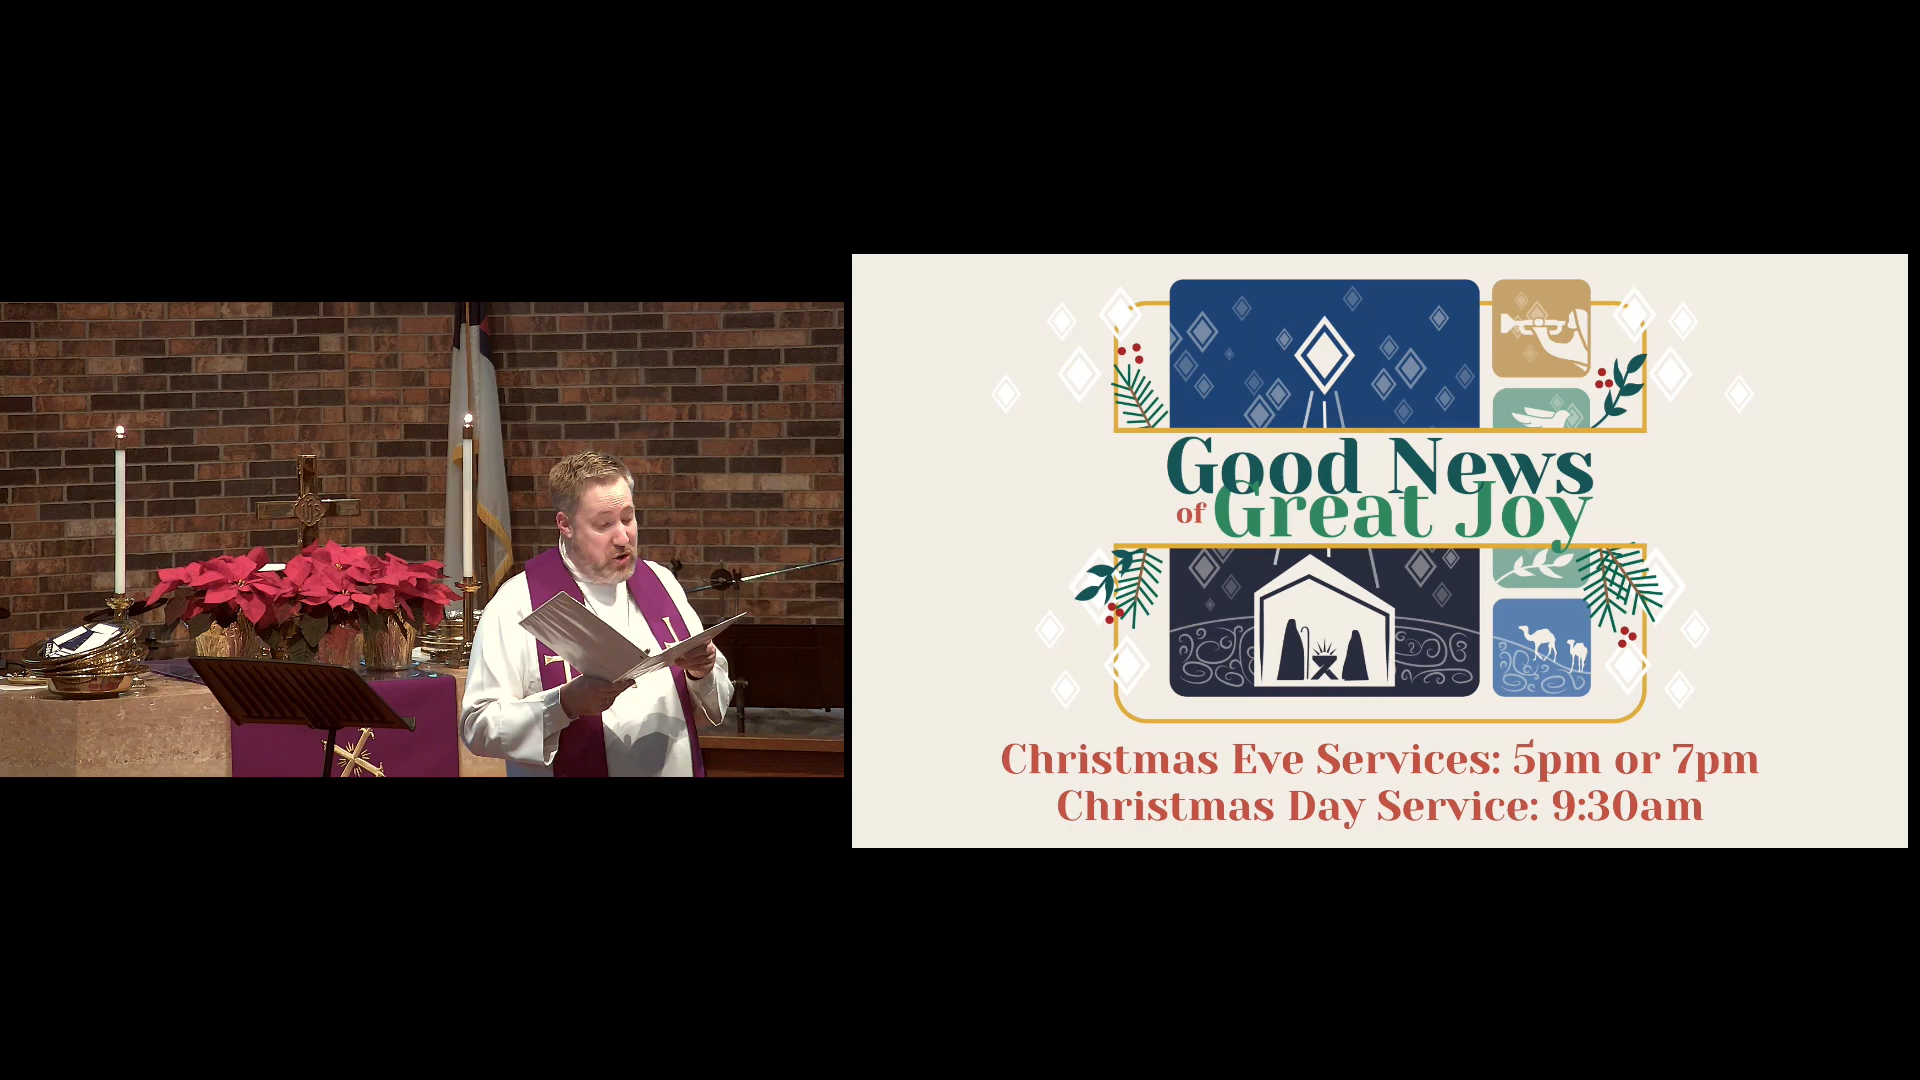 Good News
of Great Joy
Christmas Eve Services: 5pm or 7pm
Christmas Day Service: 9:30am